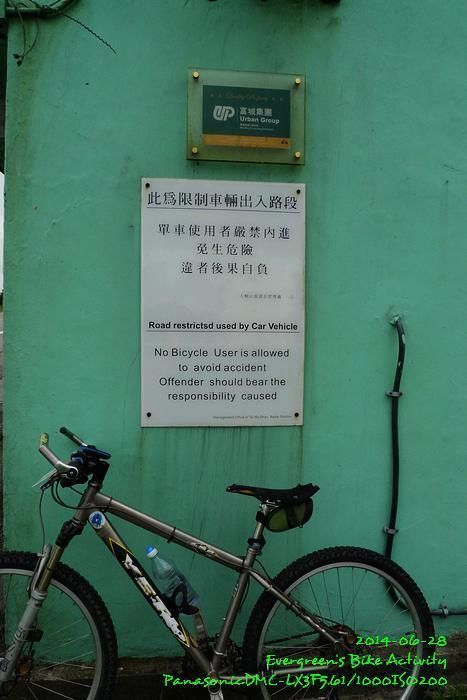 Quality Property
UP 富城集團
Urban Group
此為限制車輛出入路段
單車使用者嚴禁內進
免生危險
違者後果自負
Road restrictsd used by Car Vehicle
No Bicycle User is allowed
to avoid accident
Offender should bear the
responsibility caused
2014-06-28
Evergreen's Bike Activity
PanasonicDMC-LX3F5.61/1000ISO200